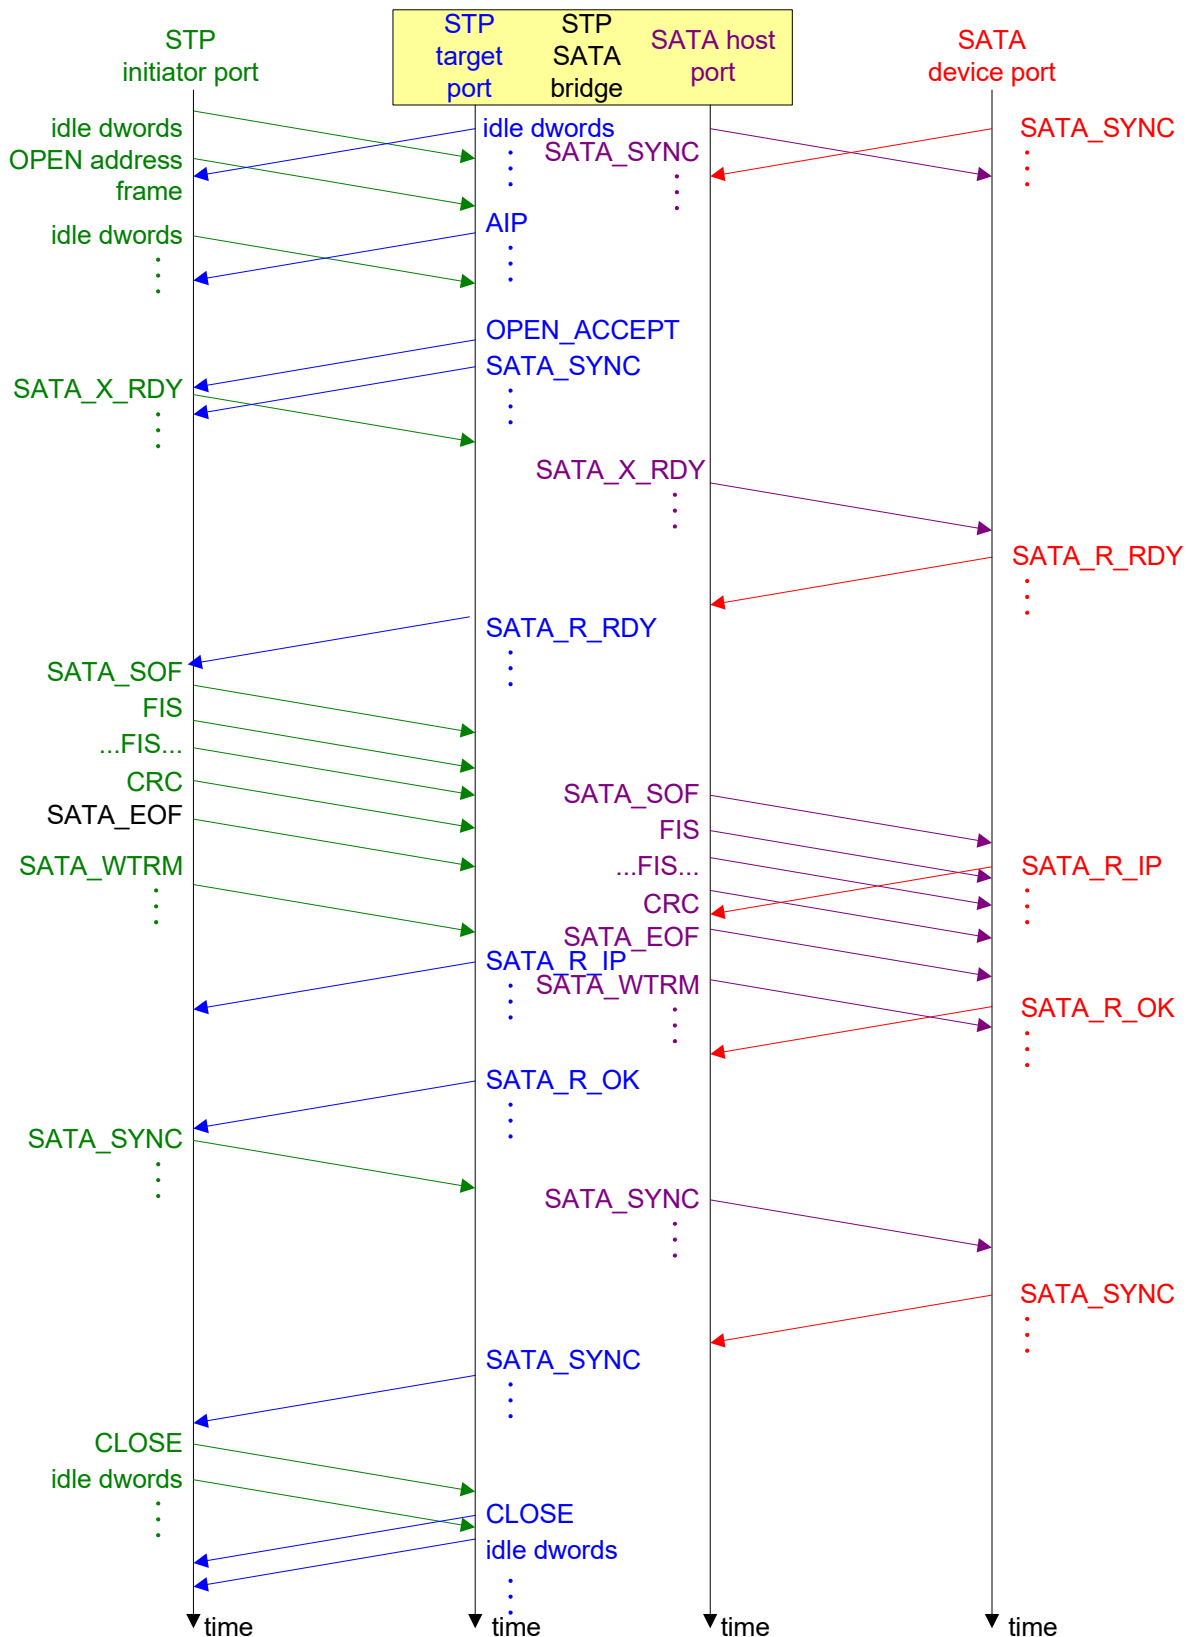 STP
initiator port
STP
target
port
STP
SATA
bridge
SATA host
port
SATA
device port
idle dwords
idle dwords
SATA_SYNC
SATA_SYNC
OPEN address
frame
AIP
idle dwords
OPEN_ACCEPT
SATA_SYNC
SATA_X_RDY
SATA_X_RDY
SATA_R_RDY
SATA_R_RDY
SATA_SOF
FIS
...FIS...
CRC
SATA_SOF
SATA_EOF
FIS
SATA_WTRM
...FIS...
SATA_R_IP
CRC
SATA_EOF
SATA_R_IP
SATA_WTRM
SATA_R_OK
SATA_R_OK
SATA_SYNC
SATA_SYNC
SATA_SYNC
SATA_SYNC
CLOSE
idle dwords
CLOSE
idle dwords
time
time
time
time